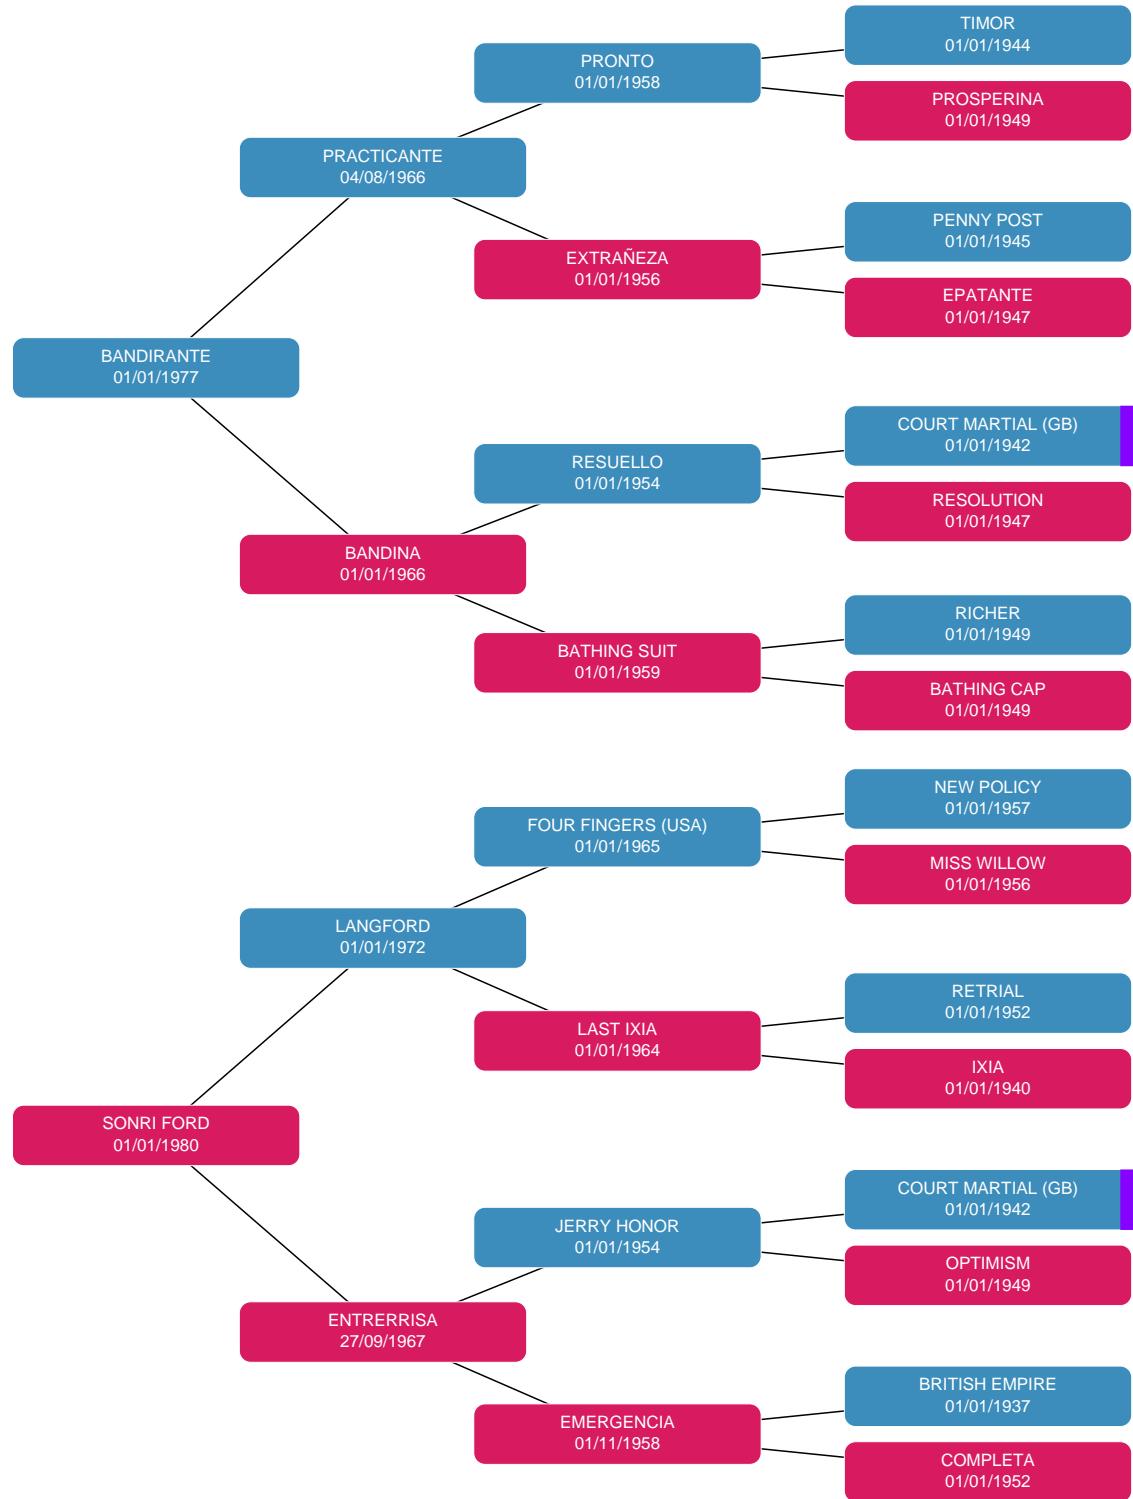 TIMOR
01/01/1944
PRONTO
01/01/1958
PROSPERINA
01/01/1949
PRACTICANTE
04/08/1966
PENNY POST
01/01/1945
EXTRAÑEZA
01/01/1956
EPATANTE
01/01/1947
BANDIRANTE
01/01/1977
COURT MARTIAL (GB)
01/01/1942
RESUELLO
01/01/1954
RESOLUTION
01/01/1947
BANDINA
01/01/1966
RICHER
01/01/1949
BATHING SUIT
01/01/1959
BATHING CAP
01/01/1949
NEW POLICY
01/01/1957
FOUR FINGERS (USA)
01/01/1965
MISS WILLOW
01/01/1956
LANGFORD
01/01/1972
RETRIAL
01/01/1952
LAST IXIA
01/01/1964
IXIA
01/01/1940
SONRI FORD
01/01/1980
COURT MARTIAL (GB)
01/01/1942
JERRY HONOR
01/01/1954
OPTIMISM
01/01/1949
ENTRERRISA
27/09/1967
BRITISH EMPIRE
01/01/1937
EMERGENCIA
01/11/1958
COMPLETA
01/01/1952